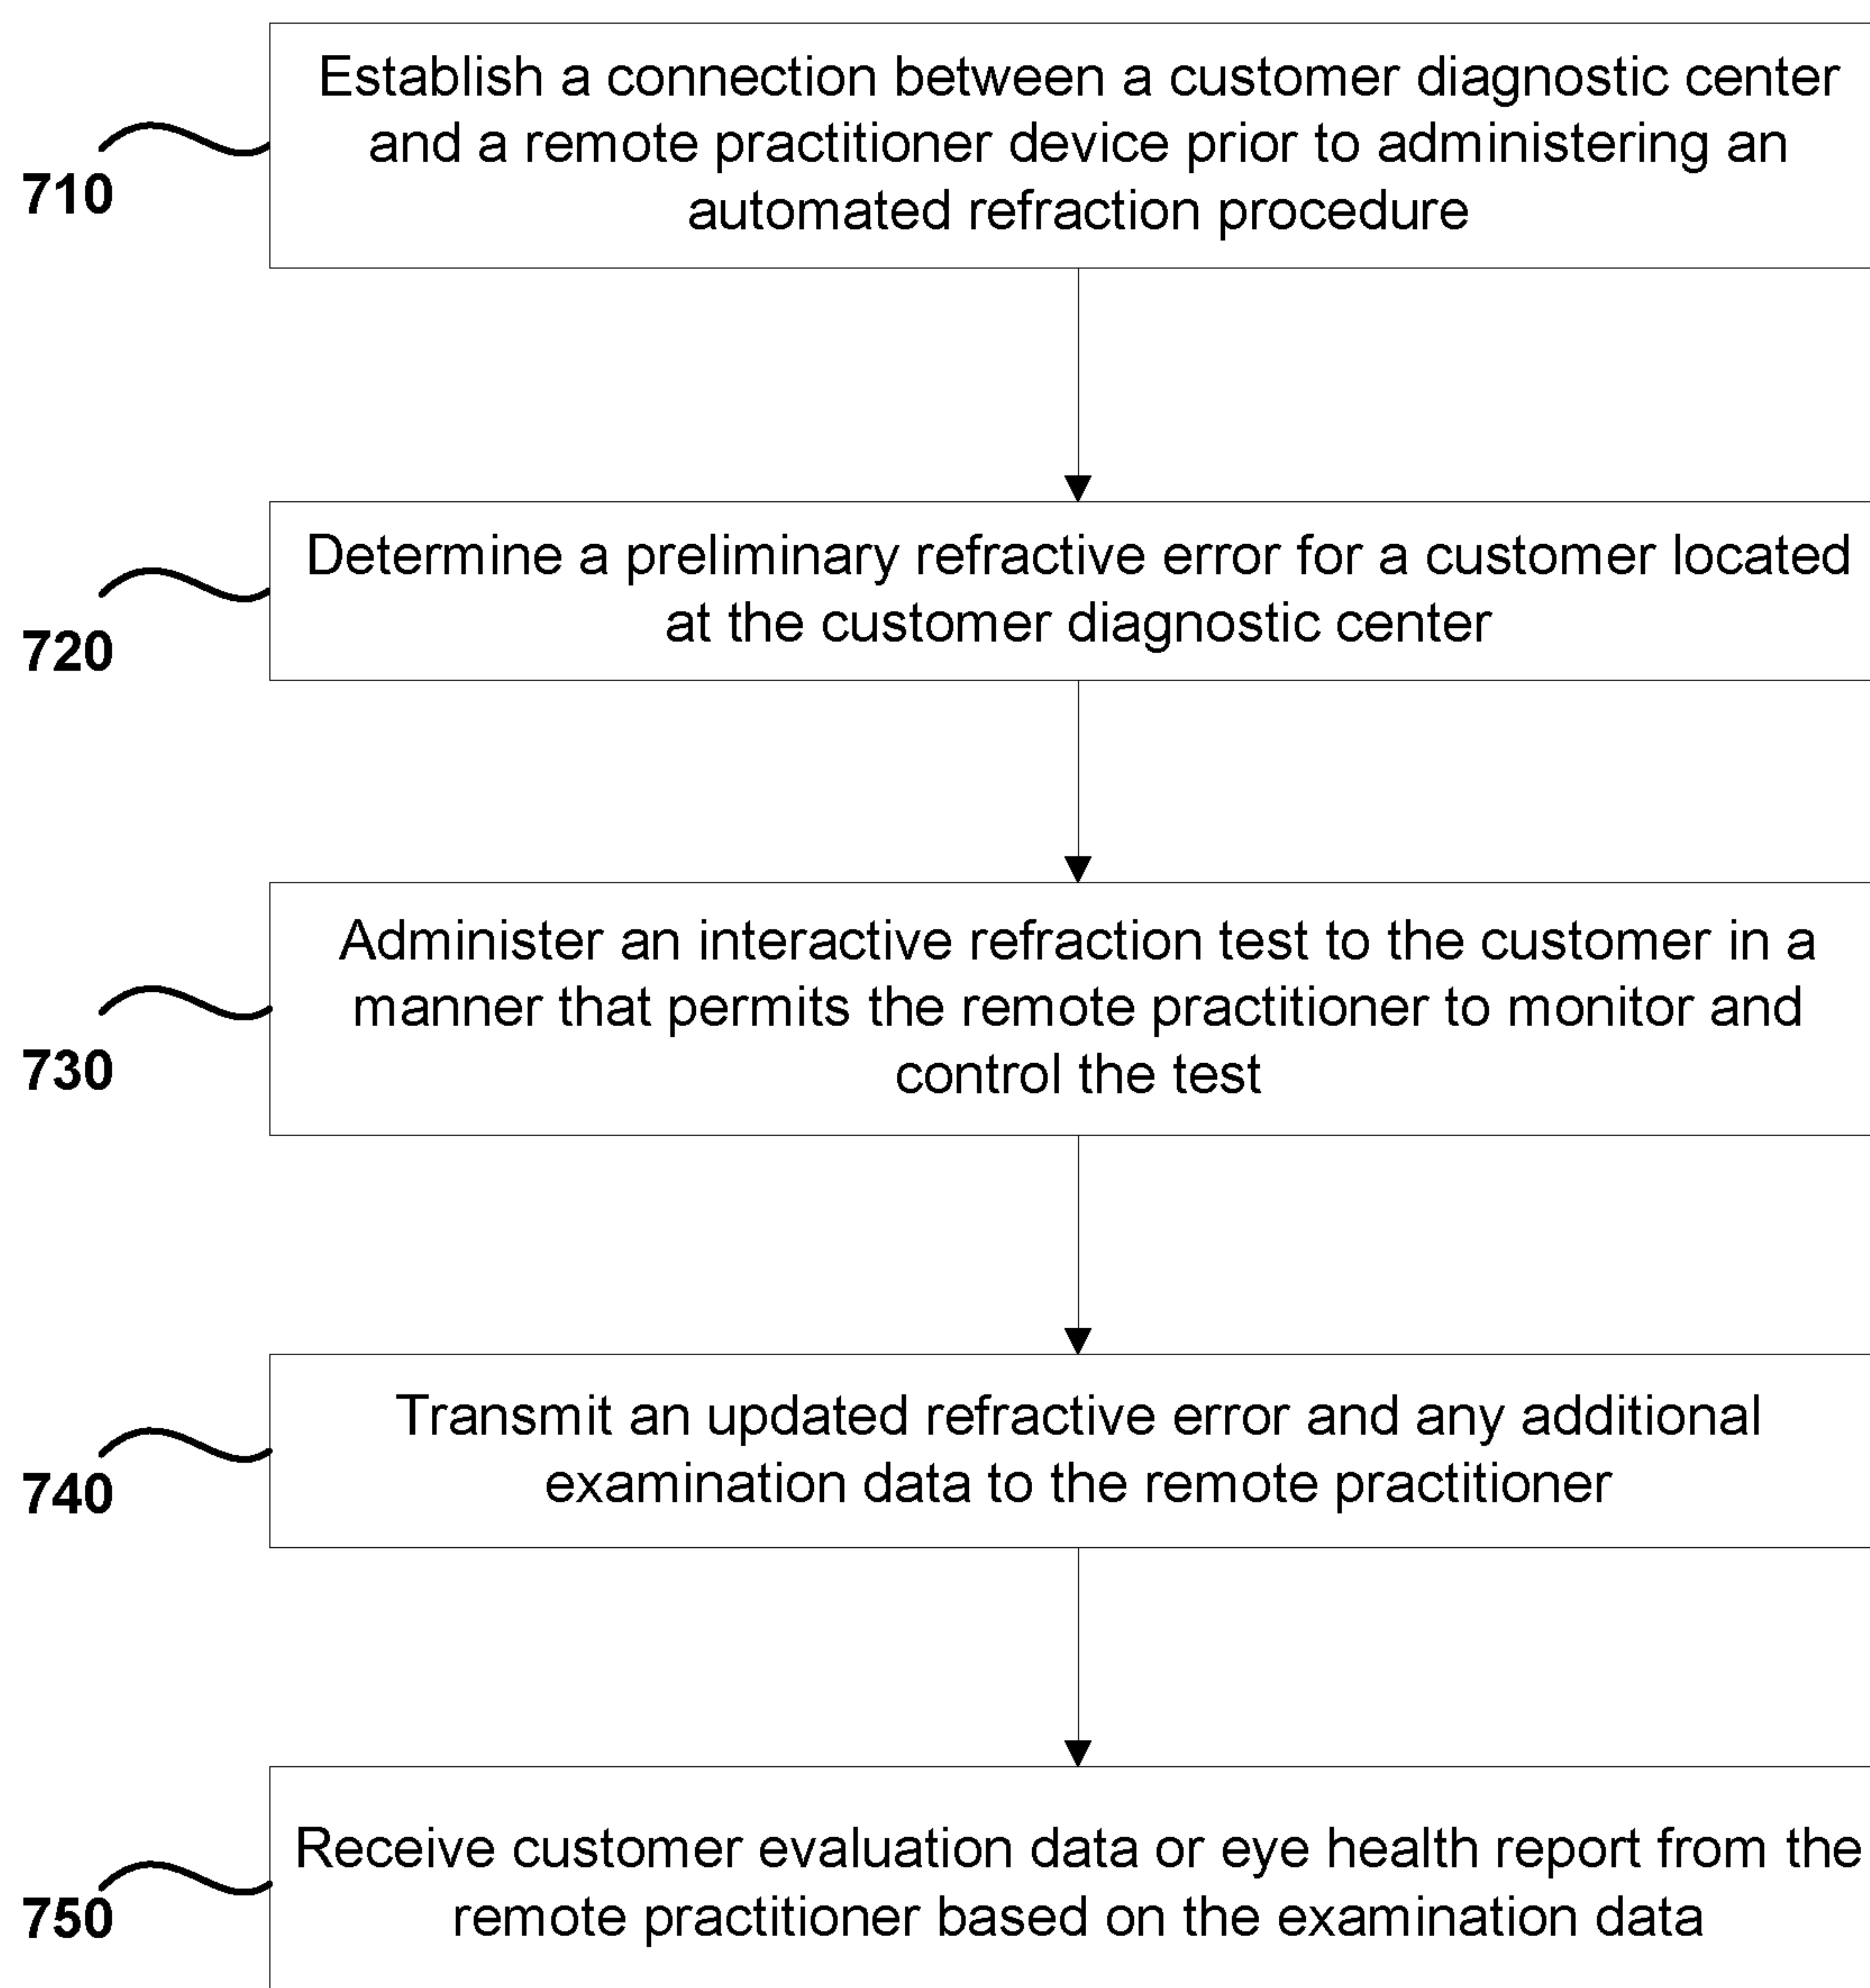 Establish a connection between a customer diagnostic center
and a remote practitioner device prior to administering an
automated refraction procedure
710
Determine a preliminary refractive error for a customer located
at the customer diagnostic center
720
Administer an interactive refraction test to the customer in a
manner that permits the remote practitioner to monitor and
control the test
730
Transmit an updated refractive error and any additional
examination data to the remote practitioner
740
Receive customer evaluation data or eye health report from the
remote practitioner based on the examination data
750